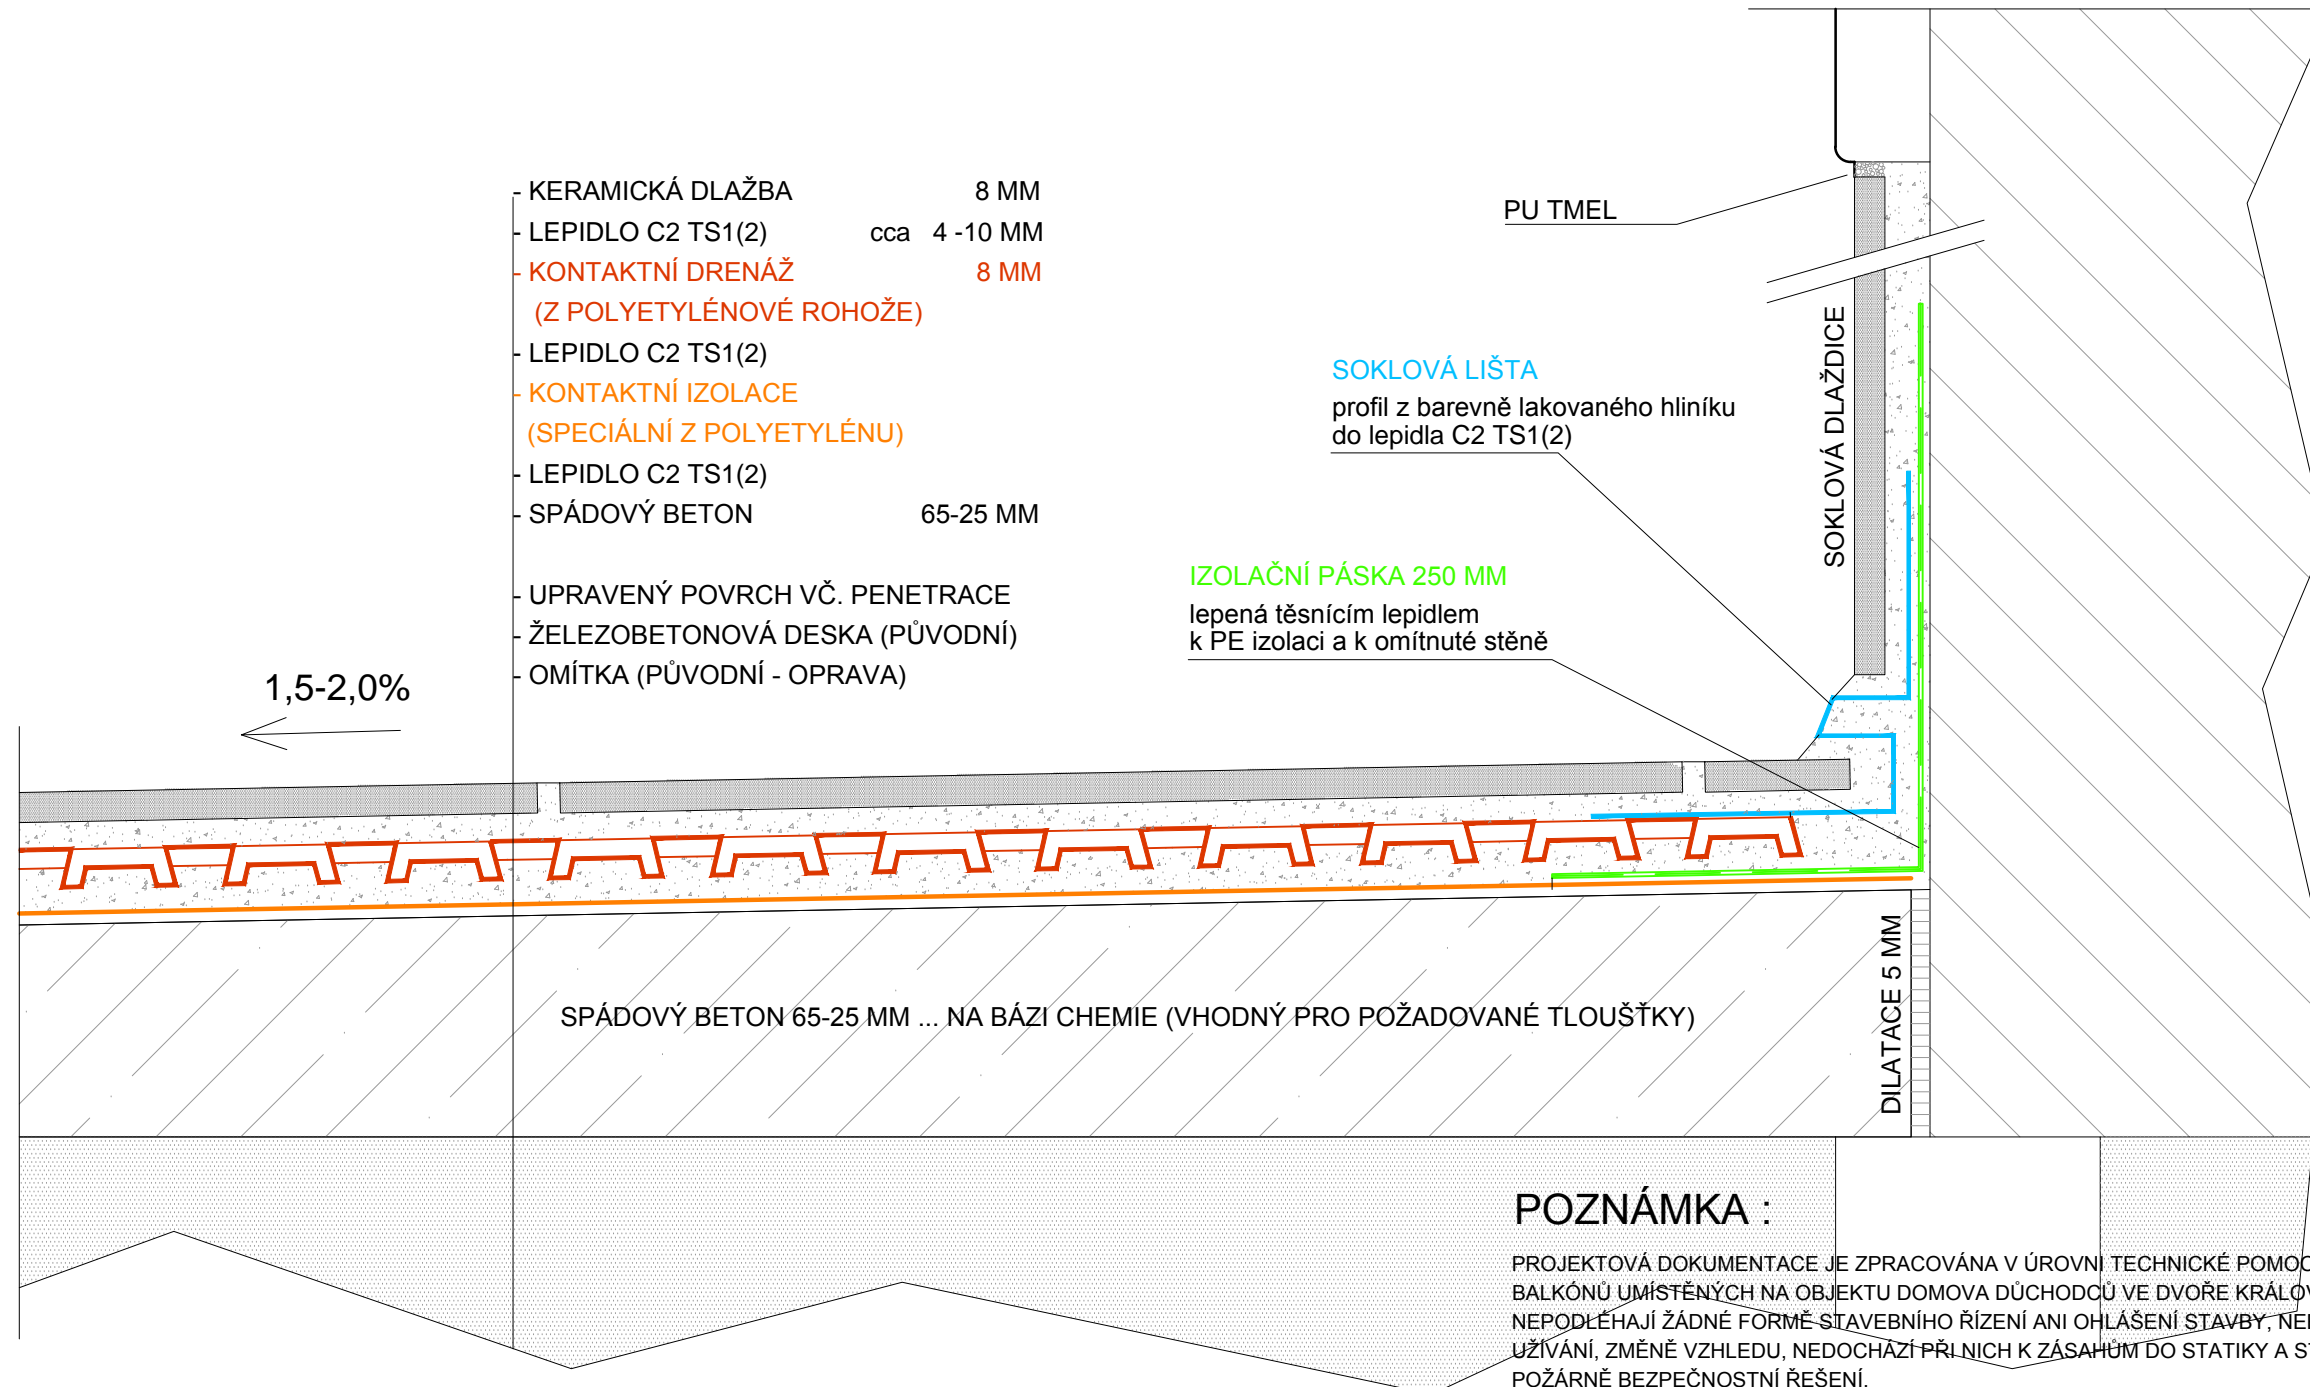 - KERAMICKÁ DLAŽBA 8 MM
- LEPIDLO C2 TS1(2) cca 4 -10 MM
- KONTAKTNÍ DRENÁŽ 8 MM
(Z POLYETYLÉNOVÉ ROHOŽE)
- LEPIDLO C2 TS1(2)
- KONTAKTNÍ IZOLACE
(SPECIÁLNÍ Z POLYETYLÉNU)
- LEPIDLO C2 TS1(2)
- SPÁDOVÝ BETON 65-25 MM
- UPRAVENÝ POVRCH VČ. PENETRACE
- ŽELEZOBETONOVÁ DESKA (PŮVODNÍ)
- OMÍTKA (PŮVODNÍ - OPRAVA)
1,5-2,0%
PU TMEL
SOKLOVÁ LIŠTA
profil z barevně lakovaného hliníku
do lepidla C2 TS1(2)
SOKLOVÁ DLAŽDICE
IZOLAČNÍ PÁSKA 250 MM
lepená těsnícím lepidlem
k PE izolaci a k omítnuté stěně
SPÁDOVÝ BETON 65-25 MM ... NA BÁZI CHEMIE (VHODNÝ PRO POŽADOVANÉ TLOUŠŤKY)
DILATACE 5 MM
POZNÁMKA :
PROJEKTOVÁ DOKUMENTACE JE ZPRACOVÁNA V ÚROVNI TECHNICKÉ
BALKÓNŮ UMÍSTĚNÝCH NA OBJEKTU DOMOVA DŮCHODCŮ VE DVOŘE
NEPODLÉHAJÍ ŽÁDNÉ FORMĚ STAVEBNÍHO ŘÍZENÍ ANI OHLÁŠENÍ STAVBY,
UŽÍVÁNÍ, ZMĚNĚ VZHLEDU, NEDOCHÁZÍ PŘI NICH K ZÁSAHŮM DO STATIKY A
POŽÁRNĚ BEZPEČNOSTNÍ ŘEŠENÍ.